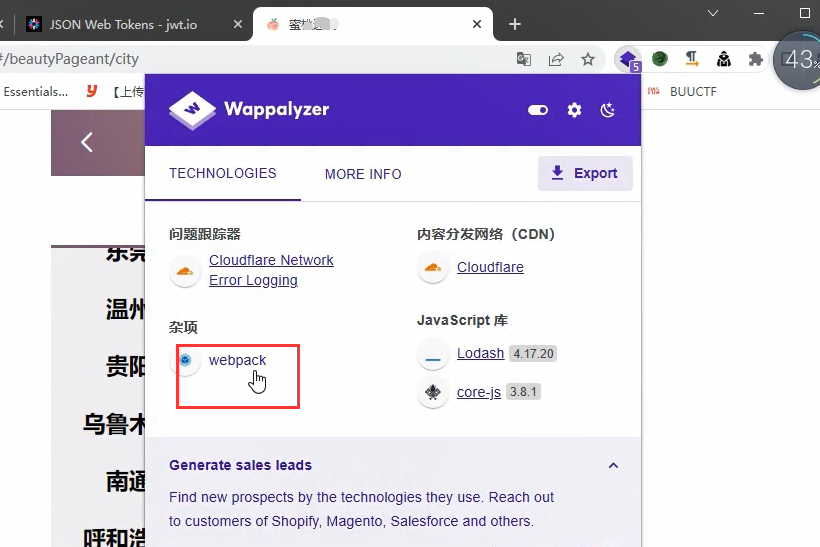 JSON Web Tokens - jwt.io
蜜桃
#/beautyPageant/city
5
43%
Essentials...
【上传
BUUCTF
Wappalyzer
TECHNOLOGIES
MORE INFO
Export
问题跟踪器
Cloudflare Network
Error Logging
内容分发网络（CDN）
Cloudflare
杂项
webpack
JavaScript 库
Lodash 4.17.20
core-js 3.8.1
温州
贵阳
乌鲁木
南通
呼和浩
Generate sales leads
Find new prospects by the technologies they use. Reach out
to customers of Shopify, Magento, Salesforce and others.